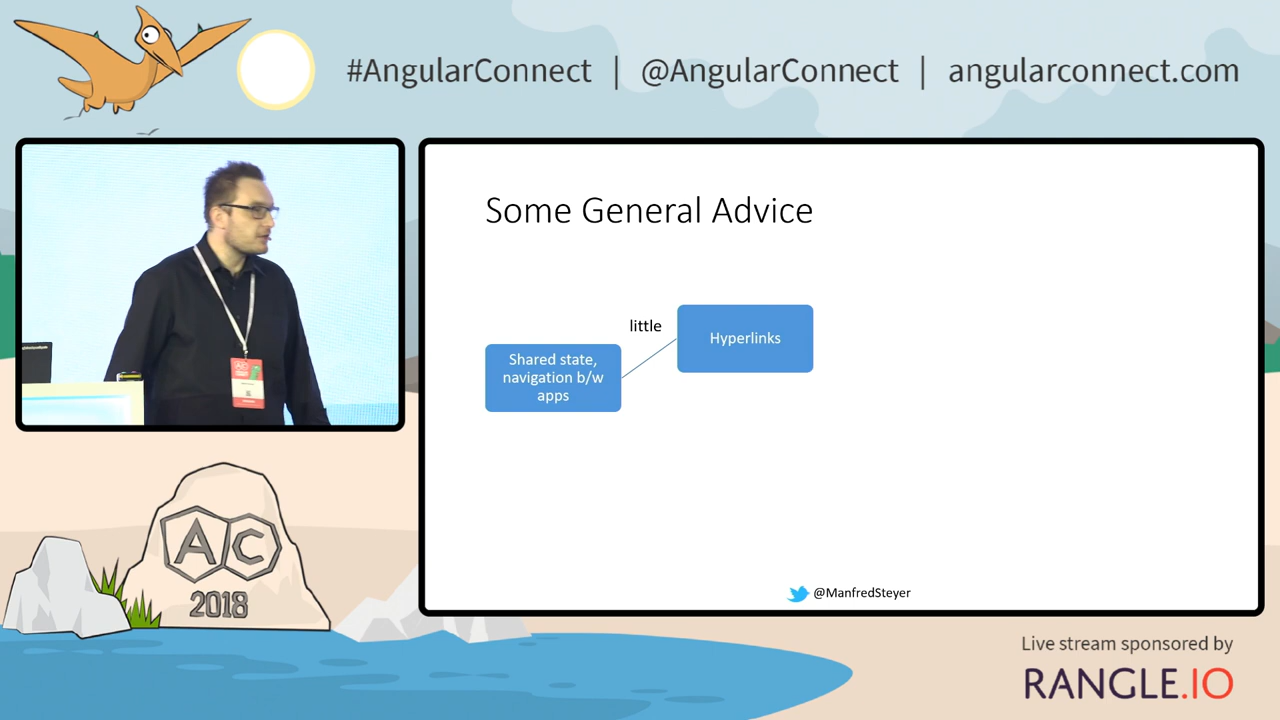 #AngularConnect | @AngularConnect | angularconnect.com
Some General Advice
little
Hyperlinks
Shared state,
navigation b/w
apps
@ManfredSteyer
AC
2018
Live stream sponsored by
RANGLE.IO